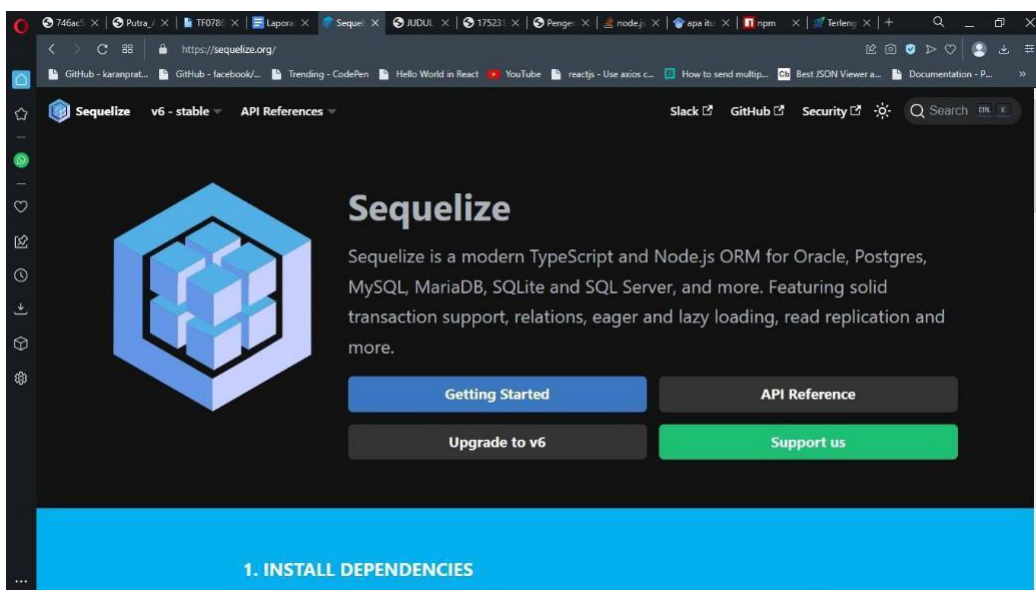 746ac5
Putra_/
TF078(
Lapora
Sequel
JUDUL
175231
Penger
node.j
apa itu
npm
Terleng
https://sequelize.org/
GitHub - karanprat...
GitHub - facebook/...
Trending - CodePen
Hello World in React
YouTube
reactjs - Use axios c...
How to send multip...
Cb
Best JSON Viewer a...
Documentation - P...
Sequelize
v6 - stable
API References
Slack
GitHub
Security
Search
CTRL K
Sequelize
Sequelize is a modern TypeScript and Node.js ORM for Oracle, Postgres,
MySQL, MariaDB, SQLite and SQL Server, and more. Featuring solid
transaction support, relations, eager and lazy loading, read replication and
more.
Getting Started
API Reference
Upgrade to v6
Support us
1. INSTALL DEPENDENCIES